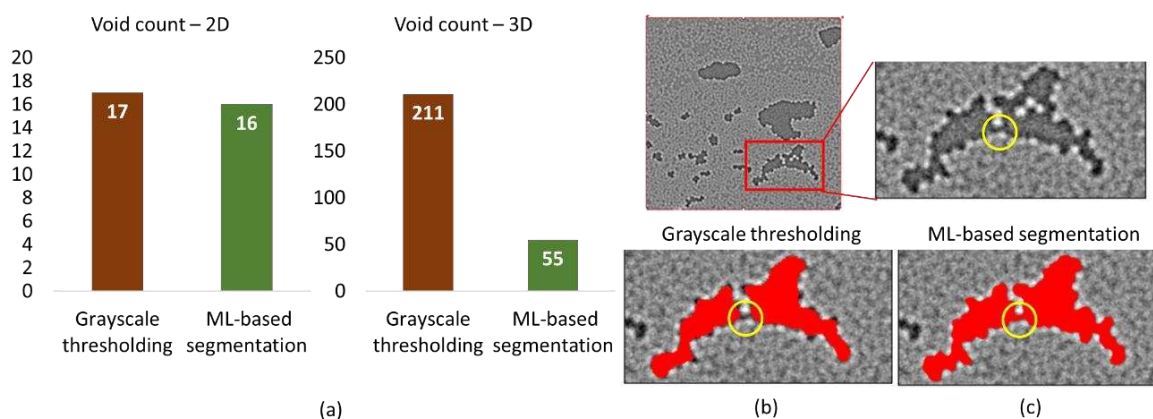 Void count – 2D
20
18
16
14
12
10
8
6
4
2
0
17
16
Grayscale
thresholding
ML-based
segmentation
Void count – 3D
250
200
150
100
50
0
211
55
Grayscale
thresholding
ML-based
segmentation
(a)
Grayscale thresholding
ML-based segmentation
(b)
(c)